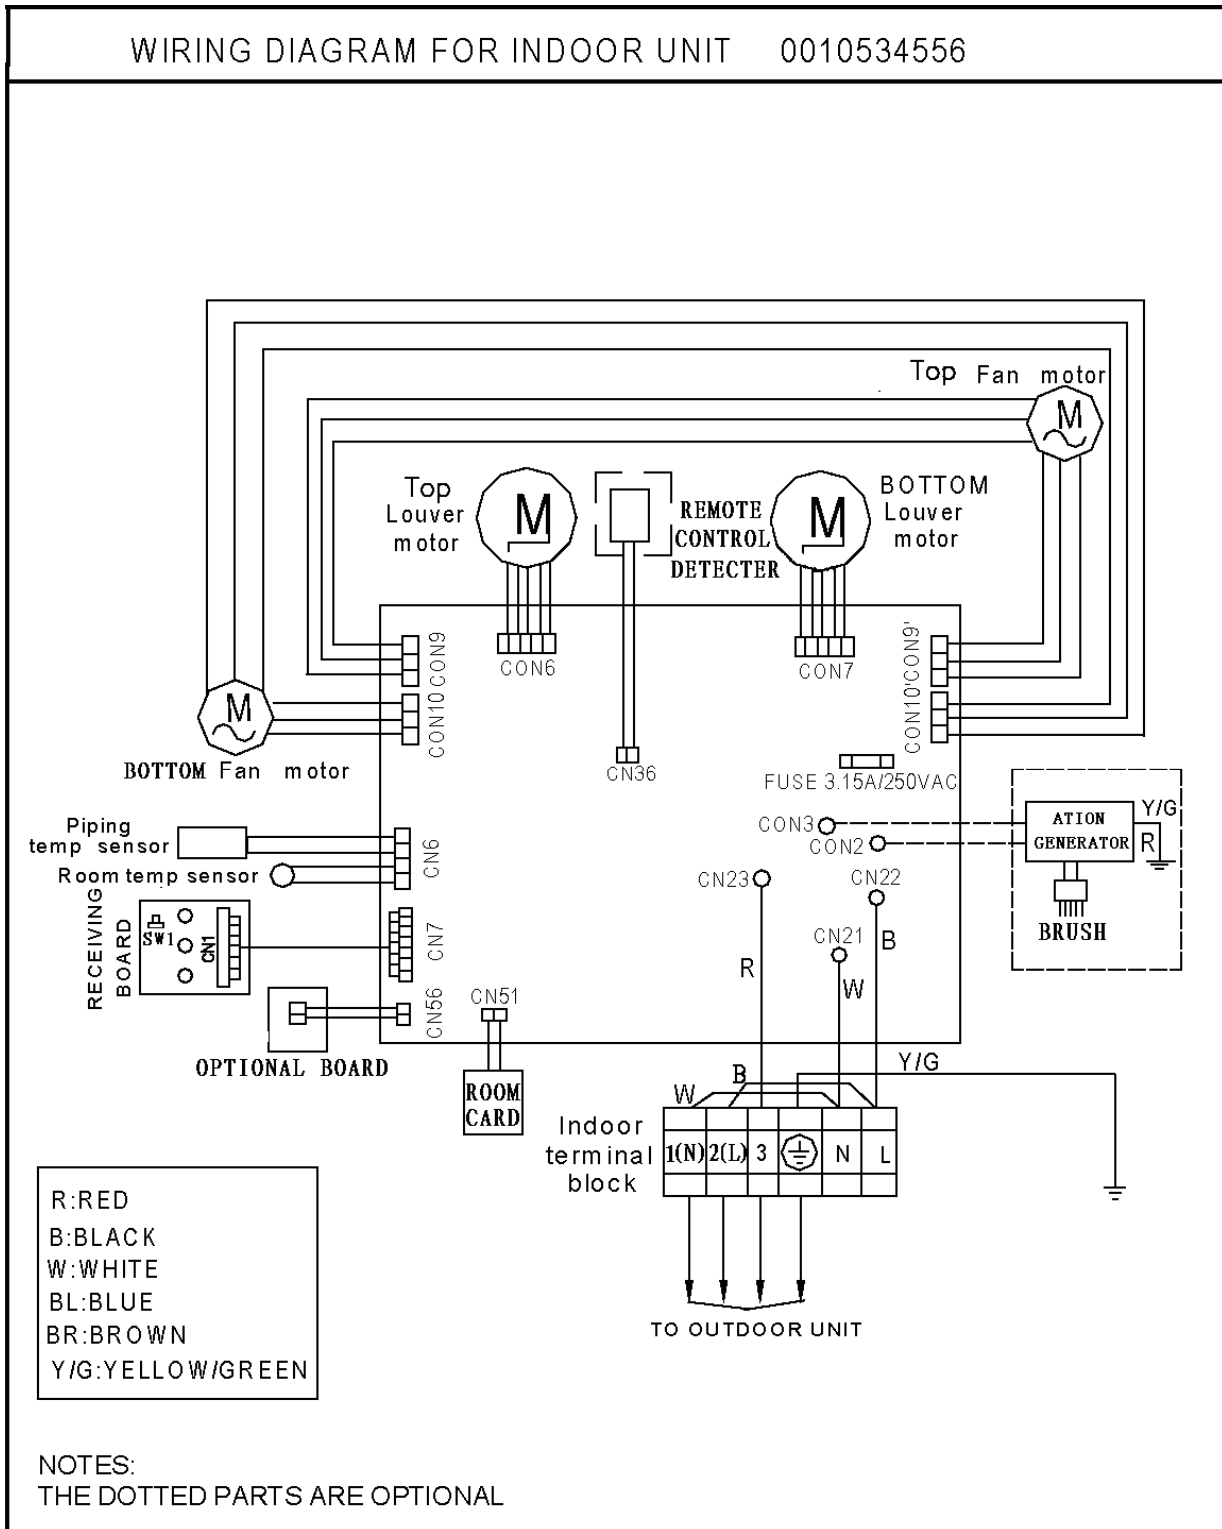 WIRING DIAGRAM FOR INDOOR UNIT 0010534556
Top Fan motor
M
Top
Louver
motor
M
REMOTE
CONTROL
DETECTER
M
BOTTOM
Louver
motor
CON9
CON6
CON7
CON9'
M
CON10
CON10'
BOTTOM Fan motor
CN36
FUSE 3.15A/250VAC
Piping
temp sensor
Room temp sensor
CN6
CON3
CON2
ATION
GENERATOR
Y/G
R
BRUSH
CN23
CN22
CN21
R
W
B
RECEIVING
BOARD
SW1
CN1
CN7
CN56
OPTIONAL BOARD
CN51
ROOM
CARD
Y/G
W
B
Indoor
terminal
block
1(N) 2(L) 3 N L
TO OUTDOOR UNIT
R:RED
B:BLACK
W:WHITE
BL:BLUE
BR:BROWN
Y/G:YELLOW/GREEN
NOTES:
THE DOTTED PARTS ARE OPTIONAL